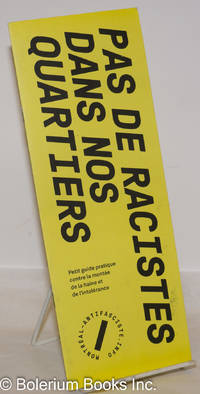 PAS DE RACISTES
DANS NOS
QUARTIERS
Petit guide pratique
contre la montée
de la haine et
de l'intolérance
MONTREAL-ANTIFASCISTE.INFO
© Bolerium Books Inc.